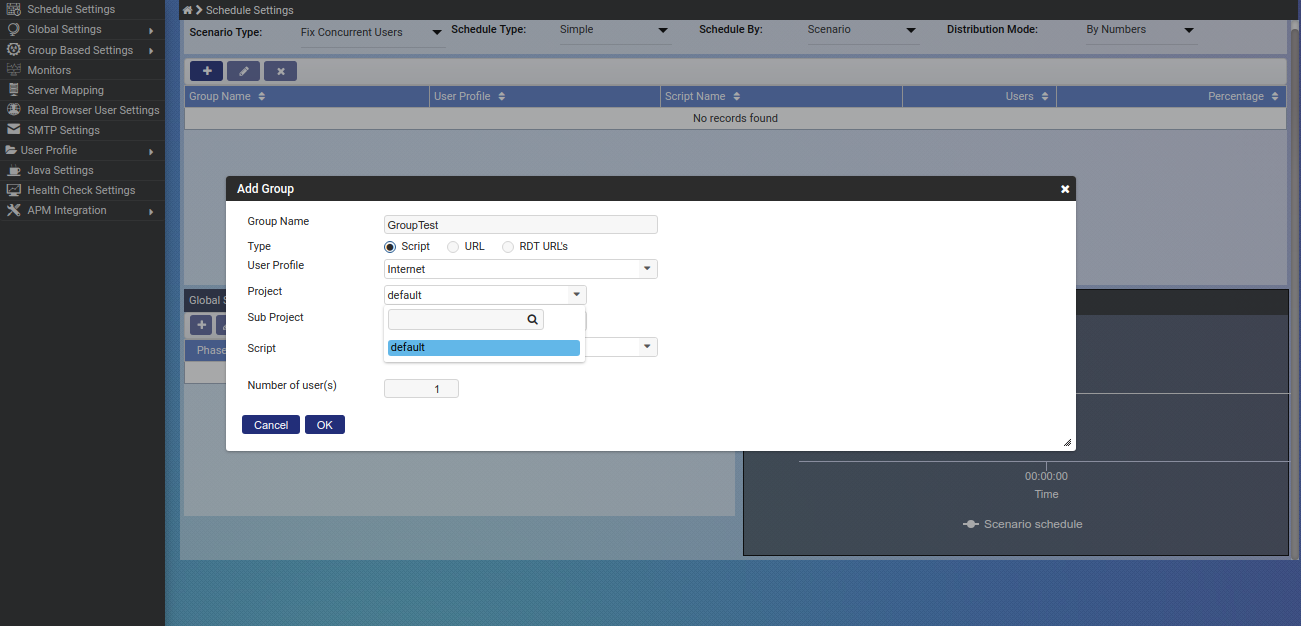 Schedule Settings
Global Settings
Group Based Settings
Monitors
Server Mapping
Real Browser User Settings
SMTP Settings
User Profile
Java Settings
Health Check Settings
APM Integration
Schedule Settings
Scenario Type: Fix Concurrent Users Schedule Type: Simple Schedule By: Scenario Distribution Mode: By Numbers
Group Name User Profile Script Name Users Percentage
No records found
Add Group
Group Name GroupTest
Type Script URL RDT URL's
User Profile Internet
Project default
Sub Project
default
Script
Number of user(s) 1
Cancel OK
Global S
Phase
00:00:00
Time
Scenario schedule